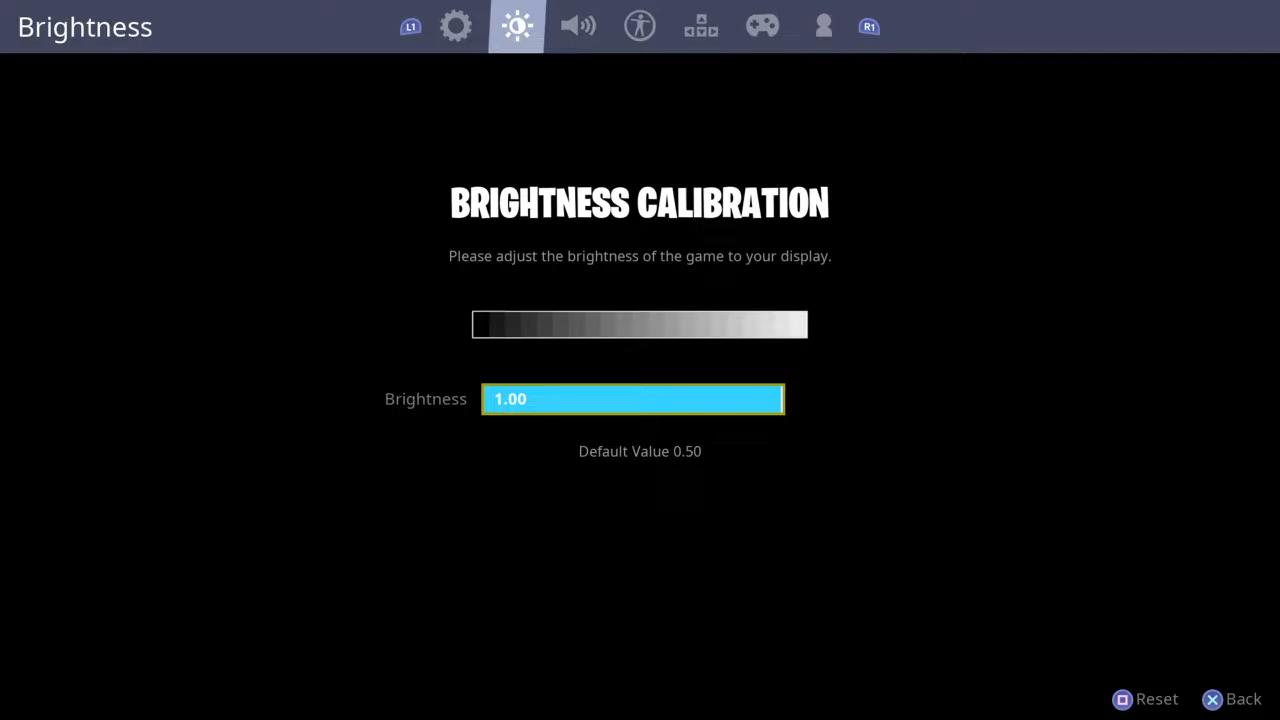 Brightness
L1
R1
BRIGHTNESS CALIBRATION
Please adjust the brightness of the game to your display.
Brightness 1.00
Default Value 0.50
Reset Back